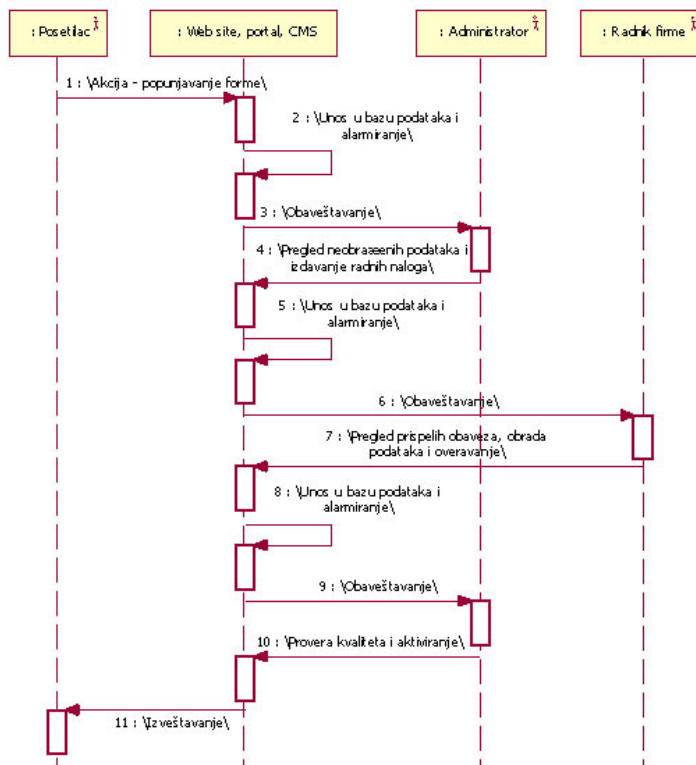 : Posetilac
: Web site, portal, CMS
: Administrator
: Radnik firme
1 : \Akcija - popunjavanje forme\
2 : \Unos u bazu podataka i
alarmiranje\
3 : \Obaveštavanje\
4 : \Pregled neobraæeenih podataka i
izdavanje radnih naloga\
5 : \Unos u bazu podataka i
alarmiranje\
6 : \Obaveštavanje\
7 : \Pregled prispelih obaveza, obrada
podataka i overavanje\
8 : \Unos u bazu podataka i
alarmiranje\
9 : \Obaveštavanje\
10 : \Provera kvaliteta i aktiviranje\
11 : \Izveštavanje\